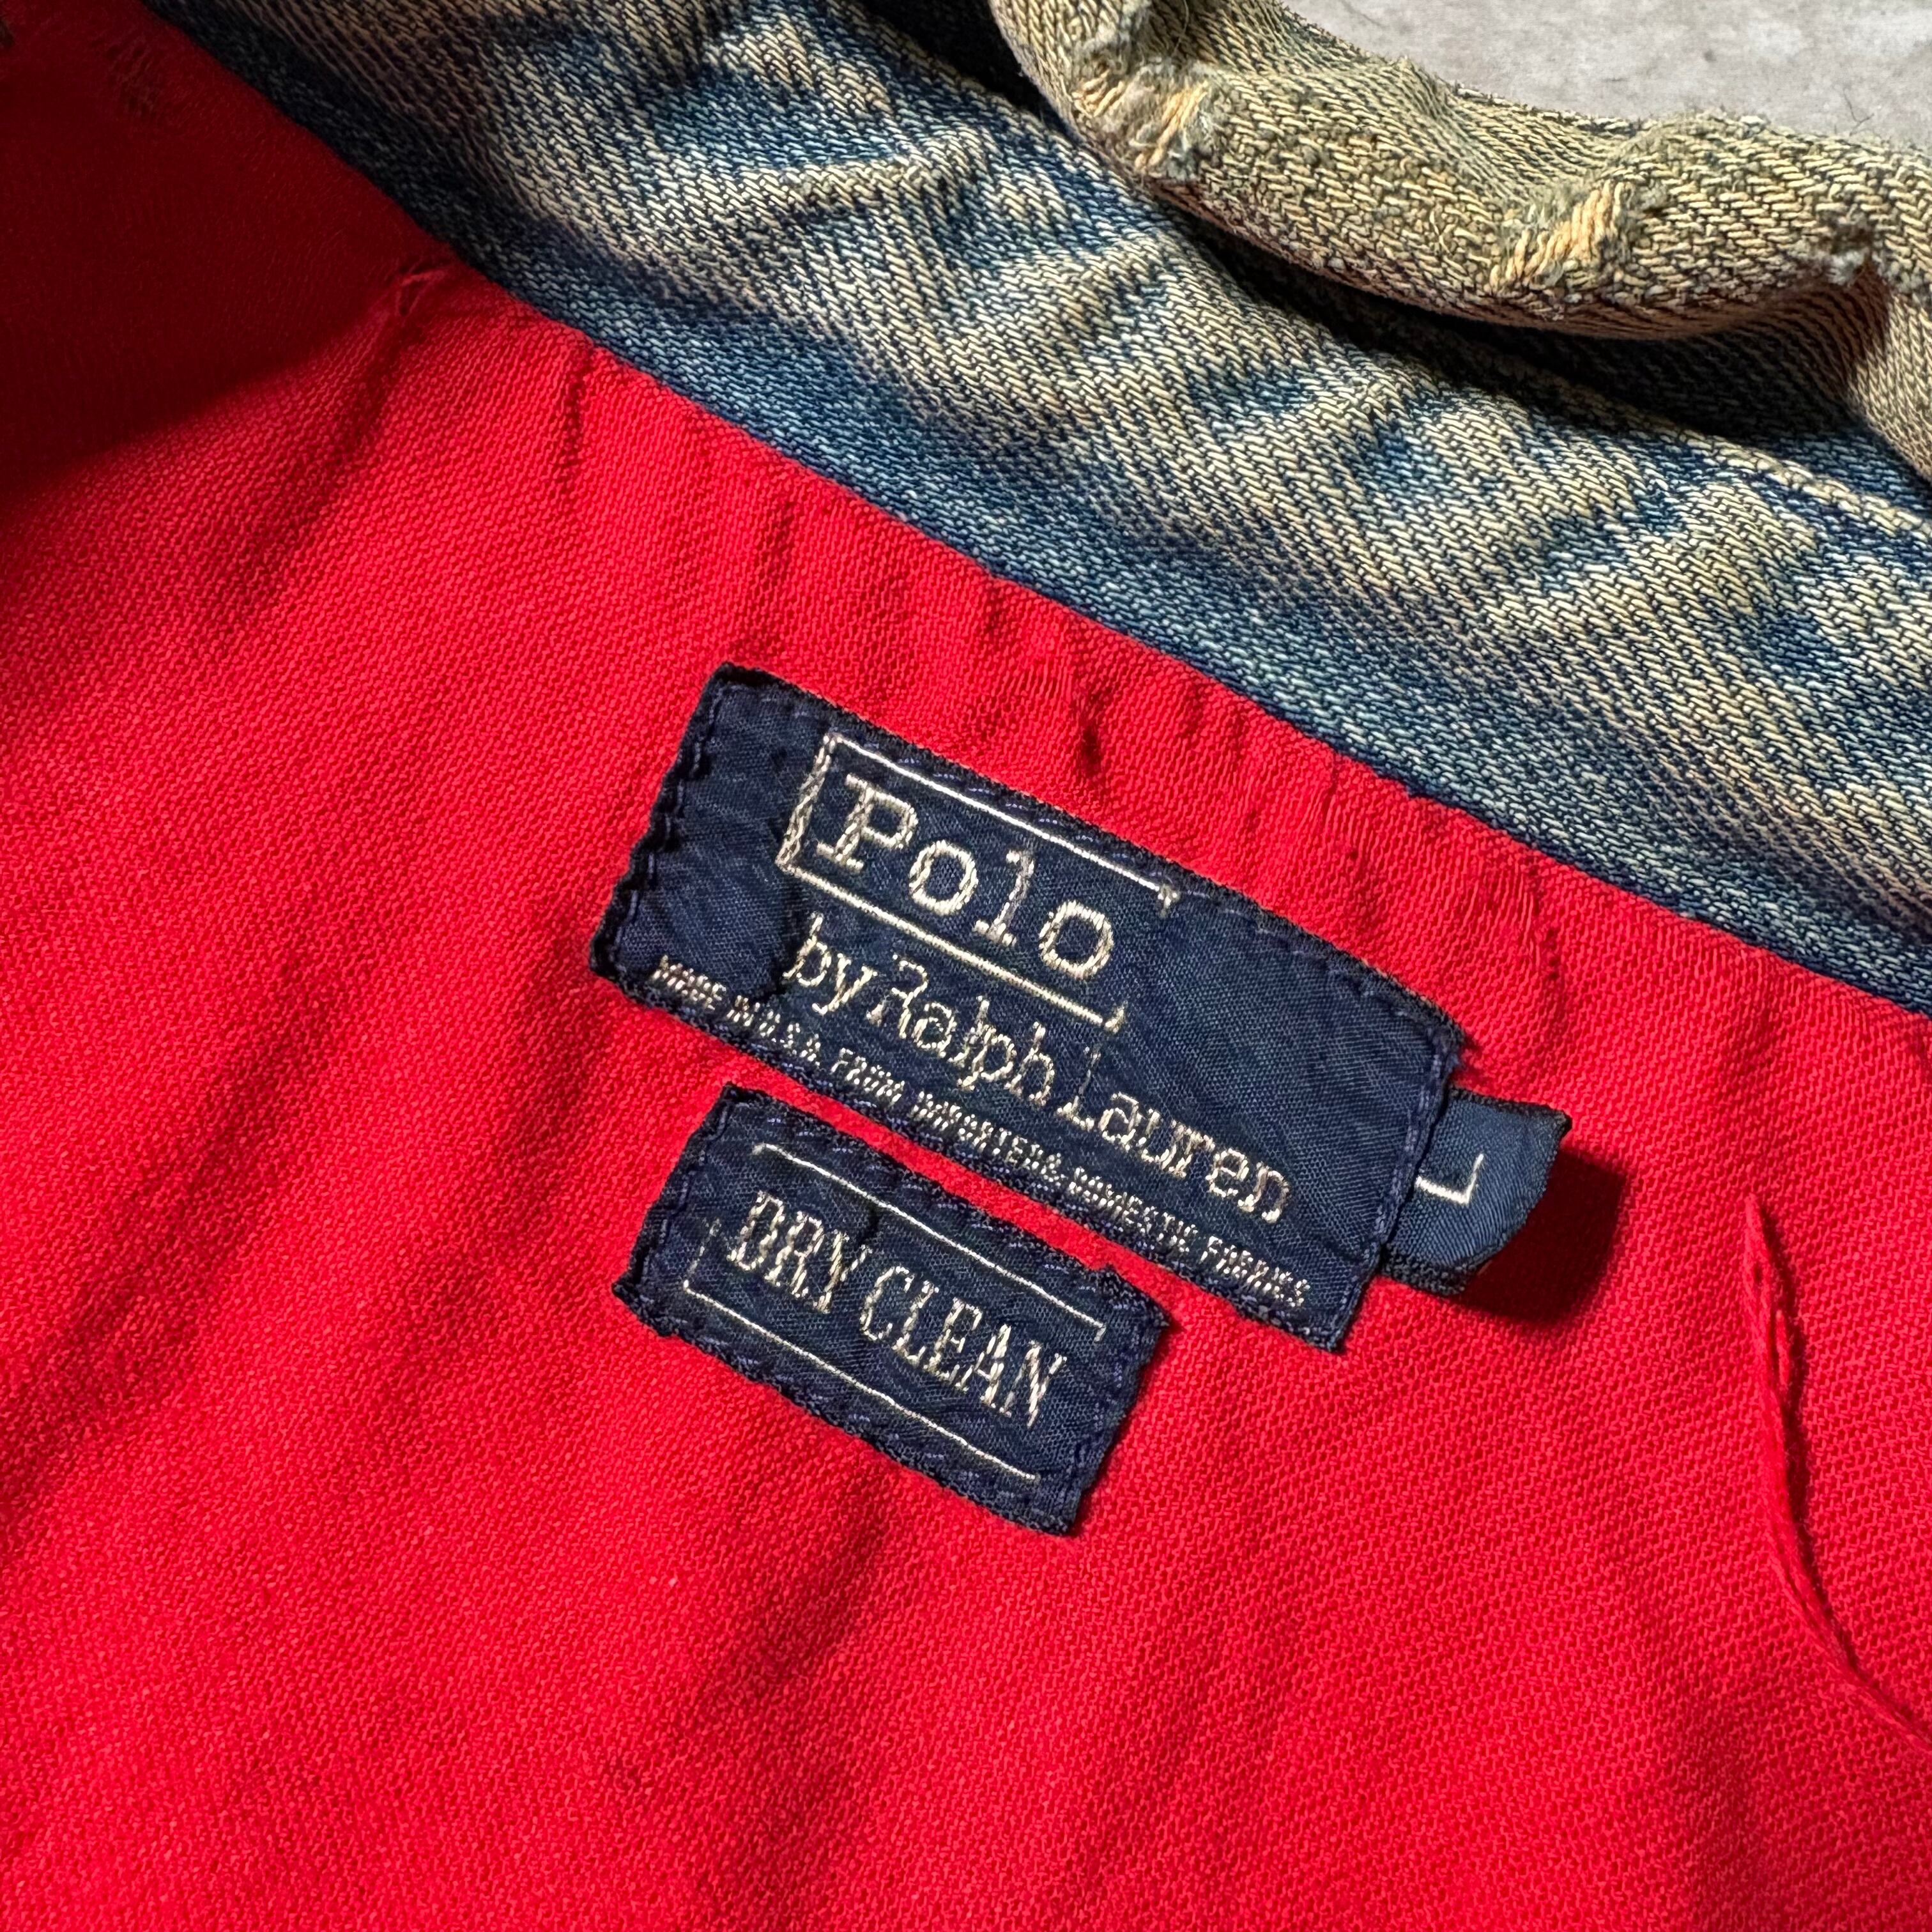 Polo
by Ralph Lauren
MADE IN U.S.A. FROM IMPORTED & DOMESTIC FABRICS
L
DRY CLEAN